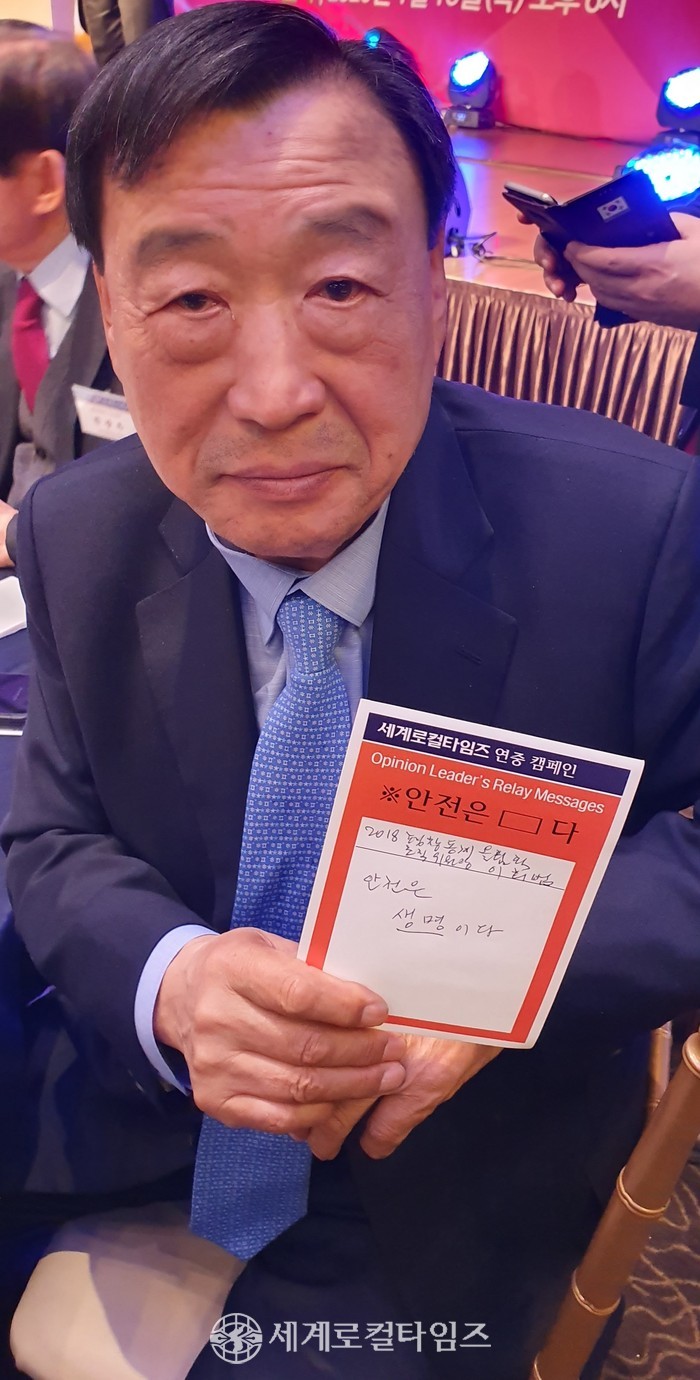 세계로컬타임즈 연중 캠페인
Opinion Leader's Relay Messages
※안전은 □ 다
2018 평창동계올림픽
조직위원장 이희범
안전은
생명이다
세계로컬타임즈